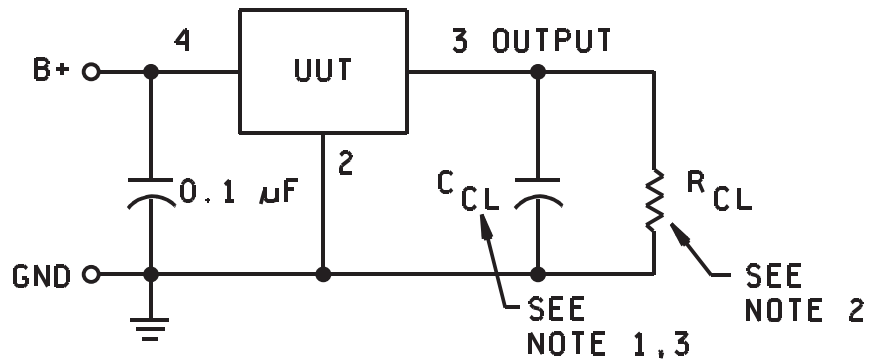 4
3 OUTPUT
B+
UUT
2
0.1 µF
C CL
R CL
GND
SEE
NOTE 2
SEE
NOTE 1,3